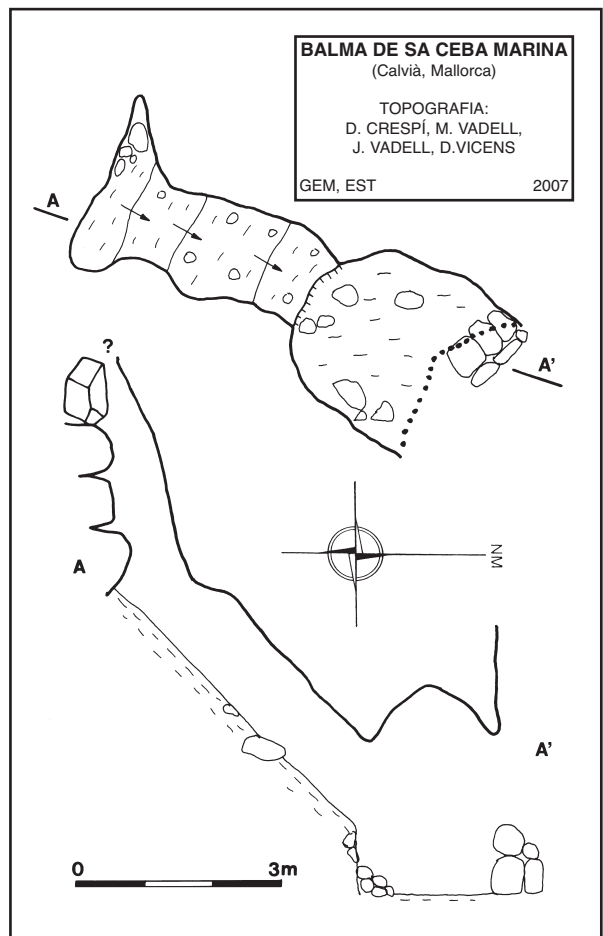 BALMA DE SA CEBA MARINA
(Calvià, Mallorca)
TOPOGRAFIA:
D. CRESPÍ, M. VADELL,
J. VADELL, D.VICENS
GEM, EST 2007
A
A'
?
NM
A
A'
0 3m